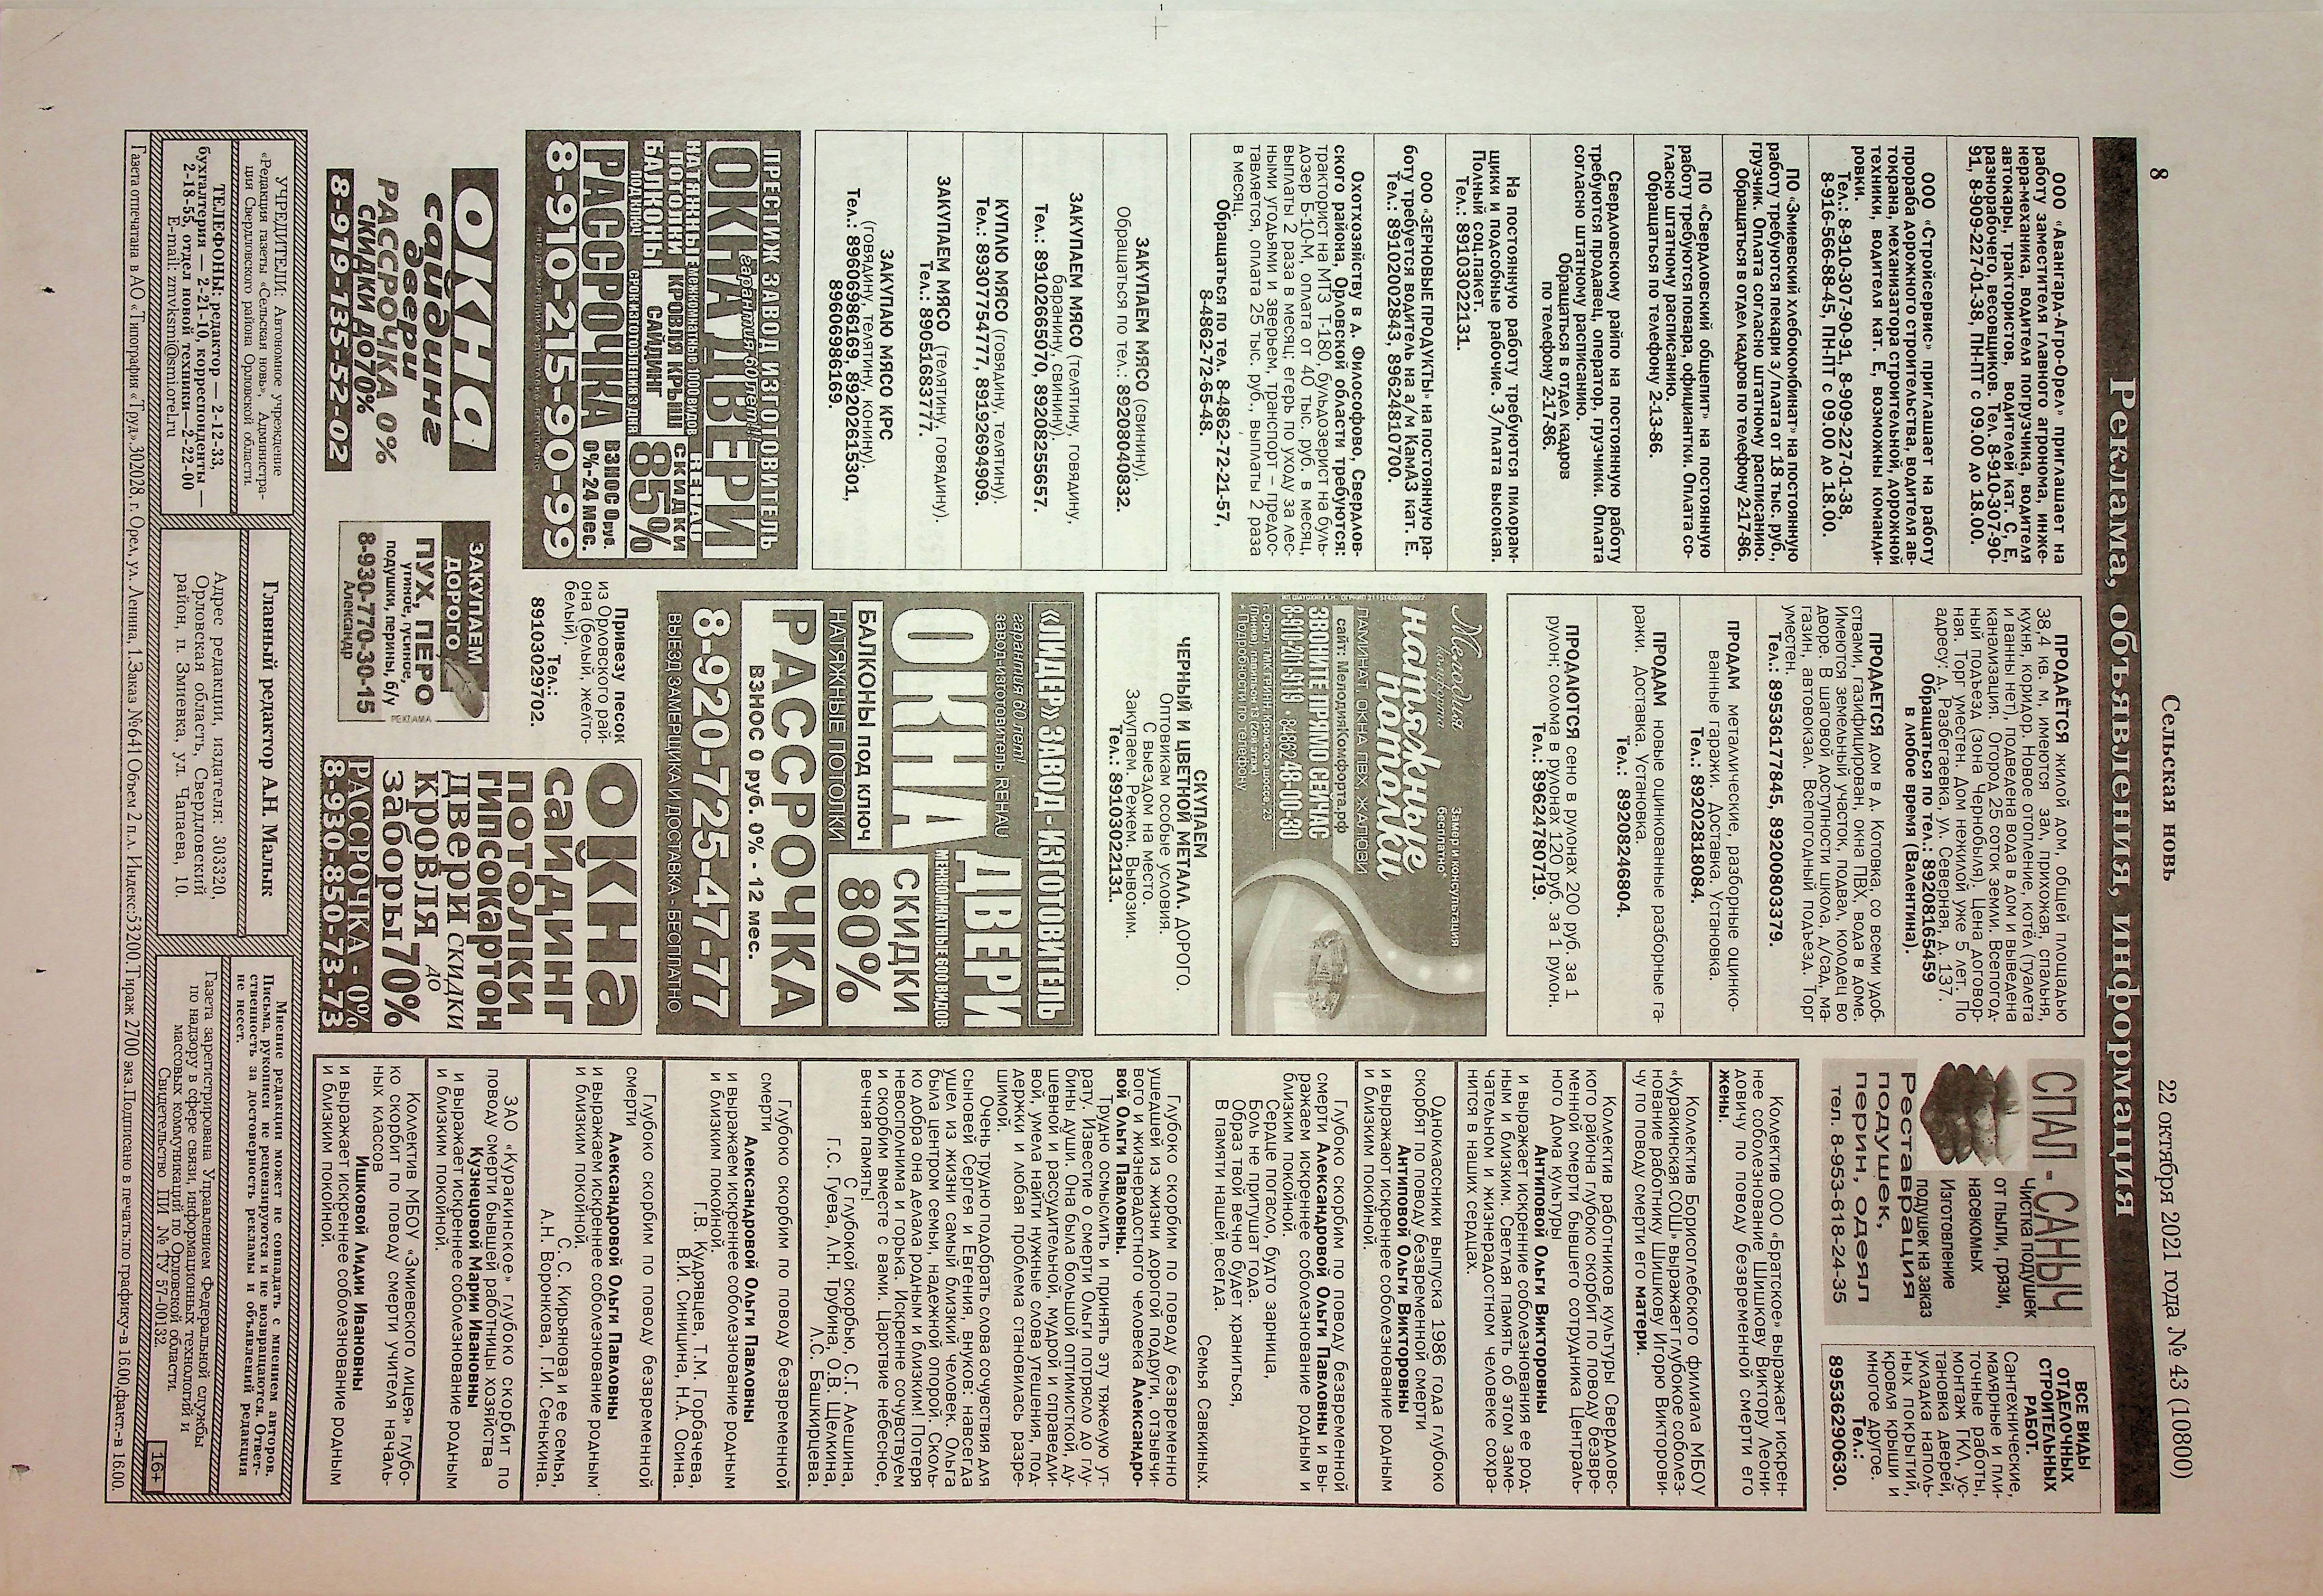 8
Сельская новь
22 октября 2021 года № 43 (10800)
Реклама, объявления, информация
ООО «Авангард-Агро-Орел» приглашает на
работу заместителя главного агронома, инже-
нера-механика, водителя погрузчика, водителя
автокары, трактористов, водителей кат. С, Е,
разнорабочего, весовщиков. Тел. 8-910-307-90-
91, 8-909-227-01-38, ПН-ПТ с 09.00 до 18.00.
ООО «Стройсервис» приглашает на работу
прораба дорожного строительства, водителя ав-
токрана, механизатора строительной, дорожной
техники, водителя кат. Е, возможны команди-
ровки.
Тел.: 8-910-307-90-91, 8-909-227-01-38,
8-916-566-88-45, ПН-ПТ с 09.00 до 18.00.
ПО «Змиевский хлебокомбинат» на постоянную
работу требуются пекари з/плата от 18 тыс. руб.,
грузчик. Оплата согласно штатному расписанию.
Обращаться в отдел кадров по телефону 2-17-86.
ПО «Свердловский общепит» на постоянную
работу требуются повара, официантки. Оплата со-
гласно штатному расписанию.
Обращаться по телефону 2-13-86.
Свердловскому райпо на постоянную работу
требуются продавец, оператор, грузчики. Оплата
согласно штатному расписанию.
Обращаться в отдел кадров
по телефону 2-17-86.
На постоянную работу требуются пилорам-
щики и подсобные рабочие. З/плата высокая.
Полный соц.пакет.
Тел.: 89103022131.
ООО «ЗЕРНОВЫЕ ПРОДУКТЫ» на постоянную ра-
боту требуется водитель на а/м КамАЗ кат. Е.
Тел.: 89102002843, 89624810700.
Охотхозяйству в д. Философово, Свердлов-
ского района, Орловской области требуются:
тракторист на МТЗ, Т-180, бульдозерист на буль-
дозер Б-10-М, оплата от 40 тыс. руб. в месяц,
выплаты 2 раза в месяц; егерь по уходу за лес-
ными угодьями и зверьем, транспорт – предос-
тавляется, оплата 25 тыс. руб., выплаты 2 раза
в месяц.
Обращаться по тел. 8-4862-72-21-57,
8-4862-72-65-48.
ЗАКУПАЕМ МЯСО (свинину).
Обращаться по тел.: 89208040832.
ЗАКУПАЕМ МЯСО (телятину, говядину,
баранину, свинину).
Тел.: 89102665070, 89208255657.
КУПЛЮ МЯСО (говядину, телятину).
Тел.: 89307754777, 89192694909.
ЗАКУПАЕМ МЯСО (телятину, говядину).
Тел.: 89051683777.
ЗАКУПАЮ МЯСО КРС
(говядину, телятину, конину).
Тел.: 89606986169, 89202615301,
89606986169.
ПРЕСТИЖ ЗАВОД ИЗГОТОВИТЕЛЬ
гарантия 60 лет!
ОКНА ДВЕРИ
НАТЯЖНЫЕ
ПОТОЛКИ
БАЛКОНЫ
ПОД КЛЮЧ
МЕЖКОМНАТНЫЕ 1000 ВИДОВ
КРОВЛЯ КРЫШ
САЙДИНГ
СРОК ИЗГОТОВЛЕНИЯ 3 ДНЯ
REHAU
СКИДКИ
85%
РАССРОЧКА
ВЗНОС 0 руб.
0%-24 мес.
8-910-215-90-99
ОКНА
сайдинг
двери
РАССРОЧКА 0%
СКИДКИ ДО70%
8-919-135-52-02
ЗАКУПАЕМ
ДОРОГО
ПУХ, ПЕРО
утиное, гусиное,
подушки, перины, б/у
8-930-770-30-15
Александр
РЕКЛАМА
ПРОДАЁТСЯ жилой дом, общей площадью
38,4 кв. м, имеются зал, прихожая, спальня,
кухня, коридор. Новое отопление, котёл (туалета
и ванны нет), подведена вода в дом и выведена
канализация. Огород 25 соток земли. Всепогод-
ный подъезд (зона Чернобыля). Цена договор-
ная. Торг уместен. Дом нежилой уже 5 лет. По
адресу: д. Разбегаевка, ул. Северная, д. 137.
Обращаться по тел.: 89208165459
в любое время (Валентина).
ПРОДАЕТСЯ дом в д. Котовка, со всеми удоб-
ствами, газифицирован, окна ПВХ, вода в доме.
Имеются земельный участок, подвал, колодец во
дворе. В шаговой доступности школа, д/сад, ма-
газин, автовокзал. Всепогодный подъезд. Торг
уместен.
Тел.: 89536177845, 89200803379.
ПРОДАМ металлические, разборные оцинко-
ванные гаражи. Доставка. Установка.
Тел.: 89202818084.
ПРОДАМ новые оцинкованные разборные га-
ражи. Доставка. Установка.
Тел.: 89208246804.
ПРОДАЮТСЯ сено в рулонах 200 руб. за 1
рулон; солома в рулонах 120 руб. за 1 рулон.
Тел.: 89624780719.
Мелодия
комфорта
Замер и консультация
бесплатно*
натяжные
потолки
ЛАМИНАТ, ОКНА ПВХ, ЖАЛЮЗИ
сайт: МелодияКомфорта.рф
ЗВОНИТЕ ПРЯМО СЕЙЧАС
8-910-201-9119 8(4862) 48-00-30
г. Орел, ТМК ГРИНН, Кромское шоссе, 23
(Линия, павильон 13 (2-ой этаж)
* Подробности по телефону
СКУПАЕМ
ЧЕРНЫЙ И ЦВЕТНОЙ МЕТАЛЛ. ДОРОГО.
Оптовикам особые условия.
С выездом на место.
Закупаем. Режем. Вывозим.
Тел.: 89103022131.
«ЛИДЕР» ЗАВОД - ИЗГОТОВИТЕЛЬ
гарантия 60 лет!
завод-изготовитель REHAU
ОКНА ДВЕРИ
МЕЖКОМНАТНЫЕ 600 ВИДОВ
БАЛКОНЫ под ключ
НАТЯЖНЫЕ ПОТОЛКИ
СКИДКИ
80%
РАССРОЧКА
ВЗНОС 0 руб. 0% - 12 мес.
8-920-725-47-77
ВЫЕЗД ЗАМЕРЩИКА И ДОСТАВКА - БЕСПЛАТНО
Привезу песок
из Орловского рай-
она (белый, желто-
белый).
Тел.:
89103029702.
окна
сайдинг
потолки
гипсокартон
двери скидки
кровля до
заборы 70%
РАССРОЧКА - 0%
8-930-850-73-73
СПАЛ - САНЫЧ
Чистка подушек
от пыли, грязи,
насекомых
Изготовление
подушек на заказ
Реставрация
подушек,
перин, одеял
тел. 8-953-618-24-35
ВСЕ ВИДЫ
ОТДЕЛОЧНЫХ
СТРОИТЕЛЬНЫХ
РАБОТ.
Сантехнические,
малярные и пли-
точные работы,
монтаж ГКЛ, ус-
тановка дверей,
укладка наполь-
ных покрытий,
кровля крыши и
многое другое.
Тел.:
89536290630.
Коллектив ООО «Братское» выражает искрен-
нее соболезнование Шишкову Виктору Леони-
довичу по поводу безвременной смерти его
жены.
Коллектив Борисоглебского филиала МБОУ
«Куракинская СОШ» выражает глубокое соболез-
нование работнику Шишкову Игорю Викторови-
чу по поводу смерти его матери.
Коллектив работников культуры Свердловс-
кого района глубоко скорбит по поводу безвре-
менной смерти бывшего сотрудника Централь-
ного Дома культуры
Антиповой Ольги Викторовны
и выражает искренние соболезнования ее род-
ным и близким. Светлая память об этом заме-
чательном и жизнерадостном человеке сохра-
нится в наших сердцах.
Одноклассники выпуска 1986 года глубоко
скорбят по поводу безвременной смерти
Антиповой Ольги Викторовны
и выражают искреннее соболезнование родным
и близким покойной.
Глубоко скорбим по поводу безвременной
смерти Александровой Ольги Павловны и вы-
ражаем искреннее соболезнование родным и
близким покойной.
Сердце погасло, будто зарница,
Боль не притушат года.
Образ твой вечно будет храниться,
В памяти нашей, всегда.
Семья Савкиных.
Глубоко скорбим по поводу безвременно
ушедшей из жизни дорогой подруги, отзывчи-
вого и жизнерадостного человека Александро-
вой Ольги Павловны.
Трудно осмыслить и принять эту тяжелую ут-
рату. Известие о смерти Ольги потрясло до глу-
бины души. Она была большой оптимисткой, ду-
шевной и рассудительной, мудрой и справедли-
вой, умела найти нужные слова утешения, под-
держки и любая проблема становилась разре-
шимой.
Очень трудно подобрать слова сочувствия для
сыновей Сергея и Евгения, внуков: навсегда
ушел из жизни самый близкий человек. Ольга
была центром семьи, надежной опорой. Сколь-
ко добра она делала родным и близким! Потеря
невосполнима и горька. Искренне сочувствуем
и скорбим вместе с вами. Царствие небесное,
вечная память!
С глубокой скорбью, С.Г. Алешина,
Г.С. Гуева, Л.Н. Трубина, О.В. Щелкина,
Л.С. Башкирцева.
Глубоко скорбим по поводу безвременной
смерти
Александровой Ольги Павловны
и выражаем искреннее соболезнование родным
и близким покойной.
Г.В. Кудрявцев, Т.М. Горбачева,
В.И. Синицина, Н.А. Осина.
Глубоко скорбим по поводу безвременной
смерти
Александровой Ольги Павловны
и выражаем искреннее соболезнование родным
и близким покойной.
С. С. Кирьянова и ее семья,
А.Н. Воронкова, Г.И. Сенькина.
ЗАО «Куракинское» глубоко скорбит по
поводу смерти бывшей работницы хозяйства
Кузнецовой Марии Ивановны
и выражает искреннее соболезнование родным
и близким покойной.
Коллектив МБОУ «Змиевского лицея» глубо-
ко скорбит по поводу смерти учителя началь-
ных классов
Ишковой Лидии Ивановны
и выражает искреннее соболезнование родным
и близким покойной.
УЧРЕДИТЕЛИ: Автономное учреждение
«Редакция газеты «Сельская новь», Администра-
ция Свердловского района Орловской области.
ТЕЛЕФОНЫ: редактор — 2-12-33,
бухгалтерия — 2-21-10, корреспонденты —
2-18-55, отдел новой техники—2-22-00
E-mail: zmvksmi@smi.orel.ru
Главный редактор А.Н. Малык
Адрес редакции, издателя: 303320,
Орловская область, Свердловский
район, п. Змиевка, ул. Чапаева, 10.
Мнение редакции может не совпадать с мнением авторов.
Письма, рукописи не рецензируются и не возвращаются. Ответ-
ственность за достоверность рекламы и объявлений редакция
не несет.
Газета зарегистрирована Управлением Федеральной службы
по надзору в сфере связи, информационных технологий и
массовых коммуникаций по Орловской области.
Свидетельство ПИ № ТУ 57-00132.
16+
Газета отпечатана в АО «Типография «Труд».302028, г. Орел, ул. Ленина, 1.Заказ №641 Объем 2 п.л. Индекс:53200.Тираж 2700 экз.Подписано в печать:по графику-в 16.00,факт.-в 16.00.